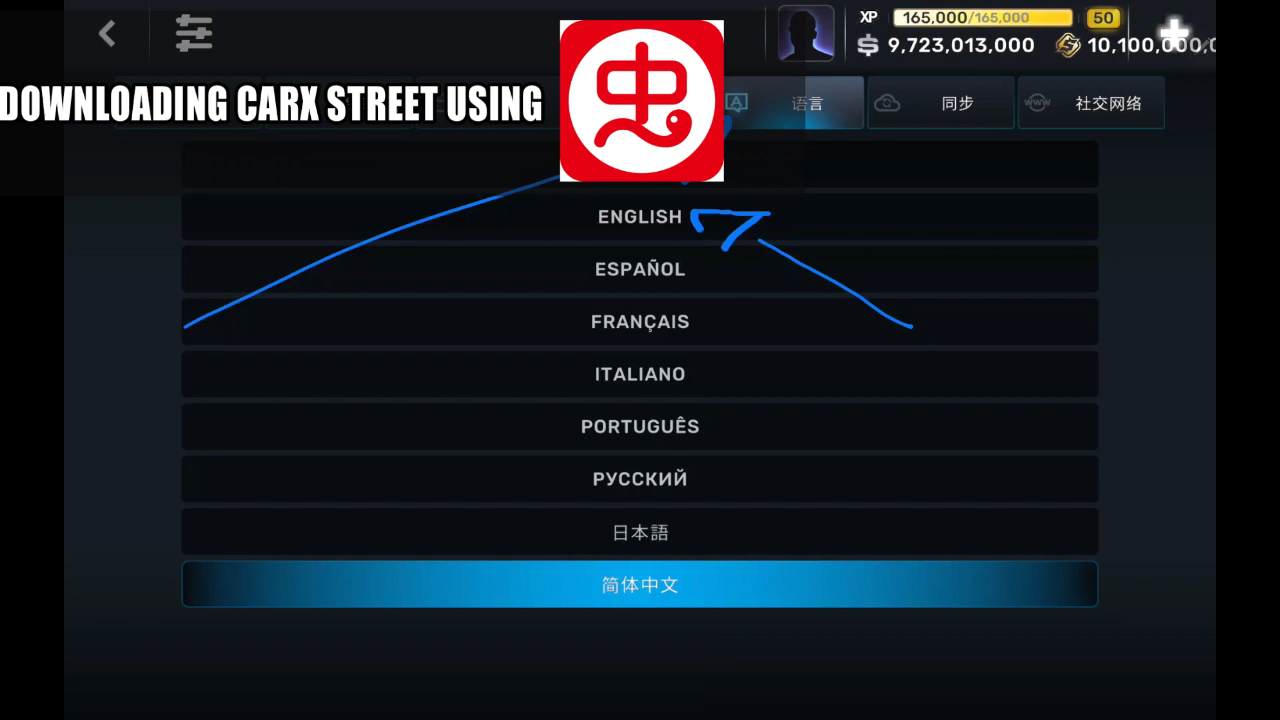 XP 165,000/165,000 50
$ 9,723,013,000 10,100,000,0
DOWNLOADING CARX STREET USING
语言 同步 www 社交网络
ENGLISH
ESPAÑOL
FRANÇAIS
ITALIANO
PORTUGUÊS
РУССКИЙ
日本語
简体中文